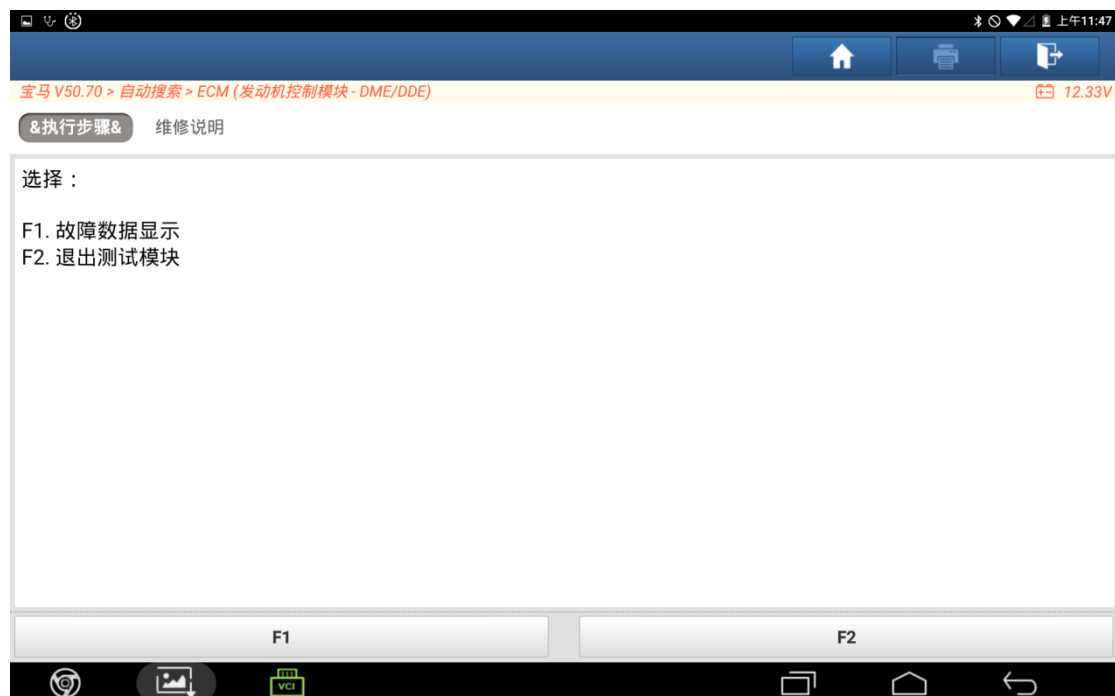 上午11:47
宝马 V50.70 > 自动搜索 > ECM (发动机控制模块 - DME/DDE)
12.33V
&执行步骤&
维修说明
选择：
F1. 故障数据显示
F2. 退出测试模块
F1
F2
VCI